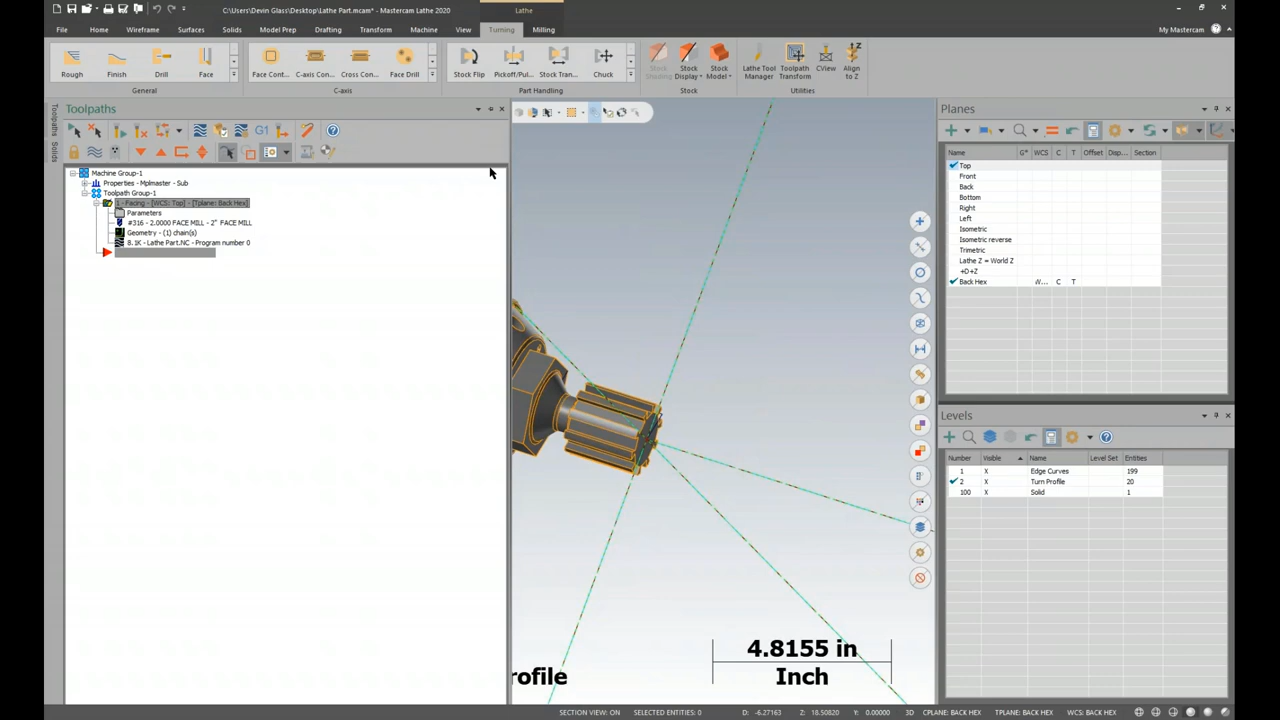 C:\Users\Devin Glass\Desktop\Lathe Part.mcam* - Mastercam Lathe 2020
Lathe
File Home Wireframe Surfaces Solids Model Prep Drafting Transform Machine View Turning Milling My Mastercam
Rough Finish Drill Face Face Cont... C-axis Con... Cross Con... Face Drill Stock Flip Pickoff/Pul... Stock Tran... Chuck Stock Shading Stock Display Stock Model Lathe Tool Manager Toolpath Transform CView Align to Z
General C-axis Part Handling Stock Utilities
Toolpaths
Toolpaths
Solids
G1
Machine Group-1
Properties - Mplmaster - Sub
Toolpath Group-1
1 - Facing - [WCS: Top] - [Tplane: Back Hex]
Parameters
#316 - 2.0000 FACE MILL - 2" FACE MILL
Geometry - (1) chain(s)
8.1K - Lathe Part.NC - Program number 0
4.8155 in
Inch
rofile
Planes
Name G* WCS C T Offset Disp... Section
Top
Front
Back
Bottom
Right
Left
Isometric
Isometric reverse
Trimetric
Lathe Z = World Z
+D+Z
Back Hex W... C T
Levels
Number Visible Name Level Set Entities
1 X Edge Curves 199
2 X Turn Profile 20
100 X Solid 1
SECTION VIEW: ON SELECTED ENTITIES: 0 D: -6.27163 Z: 18.50820 Y: 0.00000 3D CPLANE: BACK HEX TPLANE: BACK HEX WCS: BACK HEX